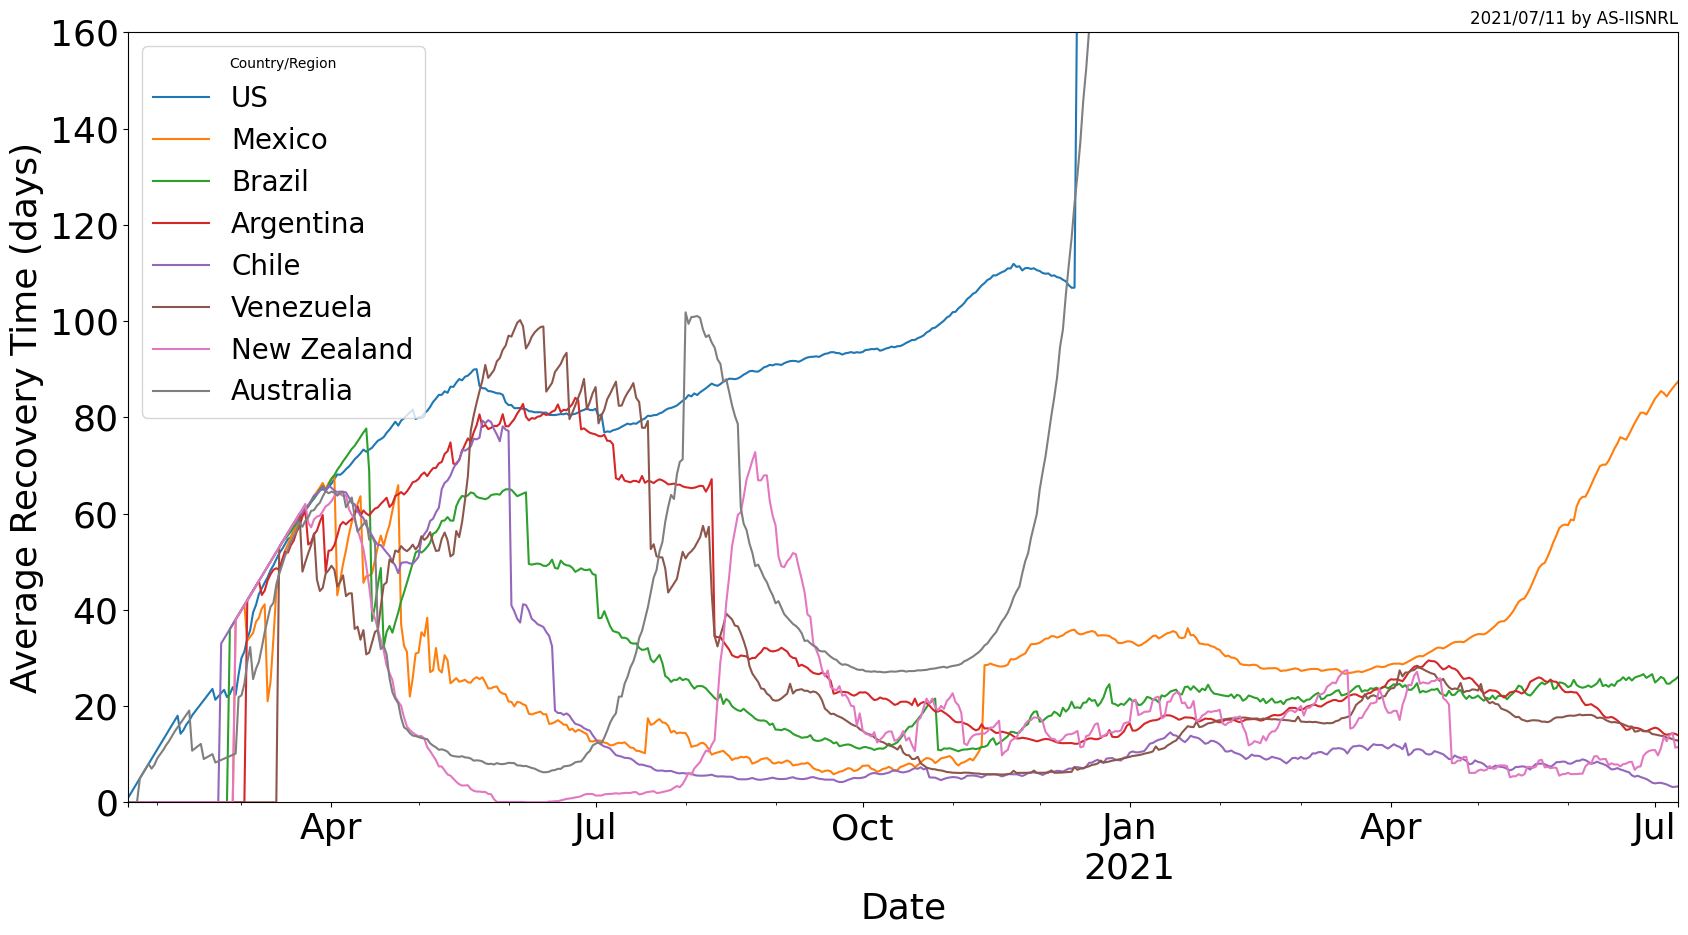 2021/07/11 by AS-IISNRL
160
140
120
100
80
60
40
20
0
Average Recovery Time (days)
Country/Region
US
Mexico
Brazil
Argentina
Chile
Venezuela
New Zealand
Australia
Apr Jul Oct Jan Apr Jul
2021
Date